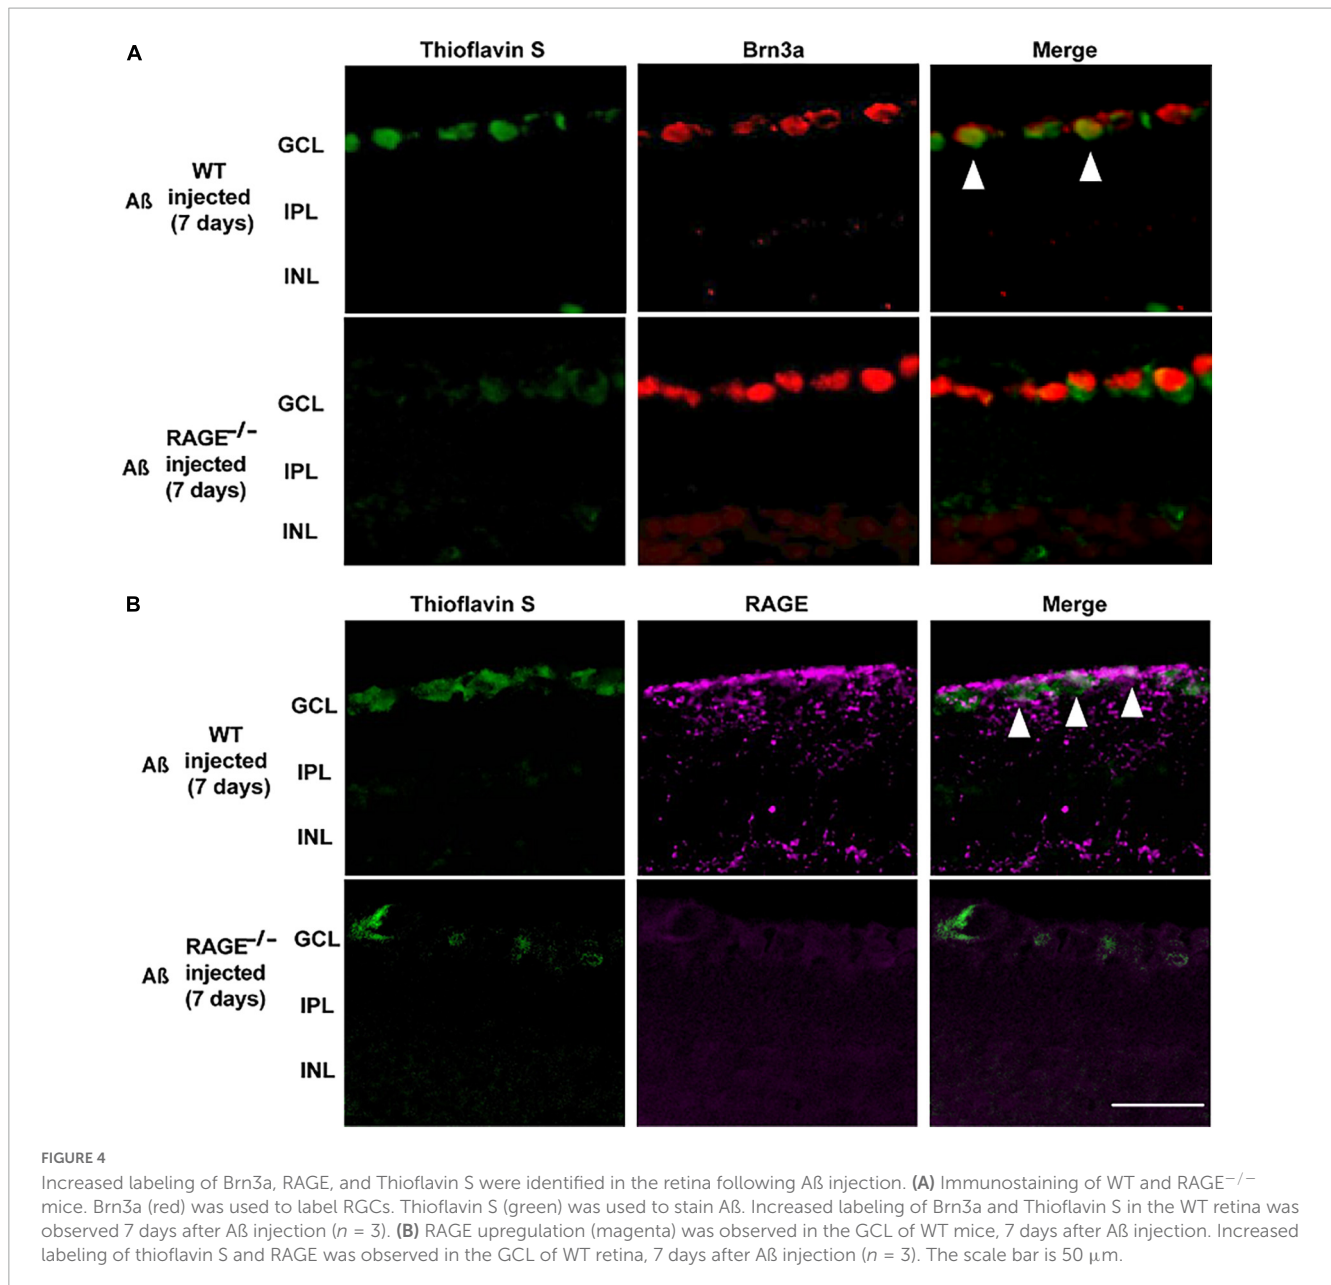 A
Thioflavin S Brn3a Merge
GCL
WT
Aß injected
(7 days)
IPL
INL
GCL
RAGE−/−
Aß injected
(7 days)
IPL
INL
B
Thioflavin S RAGE Merge
GCL
WT
Aß injected
(7 days)
IPL
INL
GCL
RAGE−/−
Aß injected
(7 days)
IPL
INL
FIGURE 4
Increased labeling of Brn3a, RAGE, and Thioflavin S were identified in the retina following Aß injection. (A) Immunostaining of WT and RAGE−/−
mice. Brn3a (red) was used to label RGCs. Thioflavin S (green) was used to stain Aß. Increased labeling of Brn3a and Thioflavin S in the WT retina was
observed 7 days after Aß injection (n = 3). (B) RAGE upregulation (magenta) was observed in the GCL of WT mice, 7 days after Aß injection. Increased
labeling of thioflavin S and RAGE was observed in the GCL of WT retina, 7 days after Aß injection (n = 3). The scale bar is 50 μm.